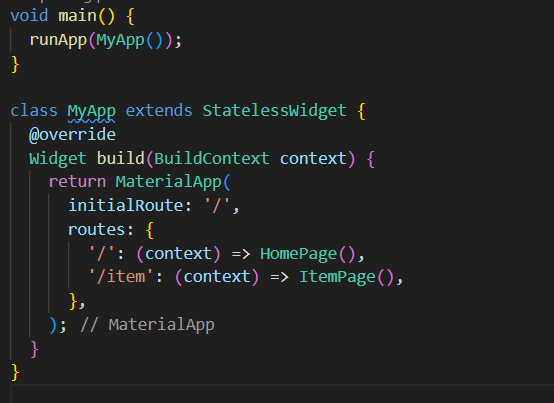 void main() {
  runApp(MyApp());
}

class MyApp extends StatelessWidget {
  @override
  Widget build(BuildContext context) {
    return MaterialApp(
      initialRoute: '/',
      routes: {
        '/': (context) => HomePage(),
        '/item': (context) => ItemPage(),
      },
    ); // MaterialApp
  }
}